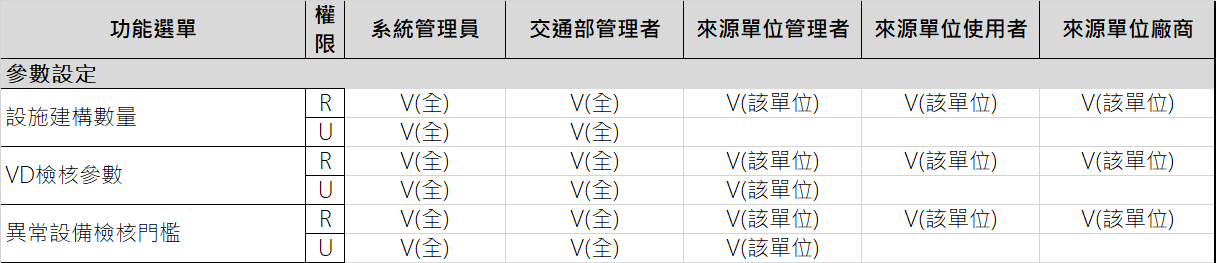 功能選單 權限 系統管理員 交通部管理者 來源單位管理者 來源單位使用者 來源單位廠商
參數設定
設施建構數量 R V(全) V(全) V(該單位) V(該單位) V(該單位)
U V(全) V(全)
VD檢核參數 R V(全) V(全) V(該單位) V(該單位) V(該單位)
U V(全) V(全) V(該單位)
異常設備檢核門檻 R V(全) V(全) V(該單位) V(該單位) V(該單位)
U V(全) V(全) V(該單位)